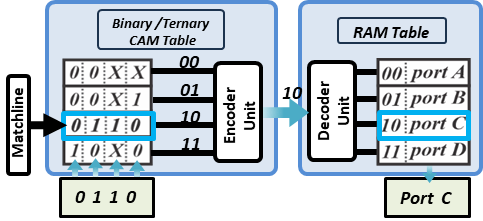 Binary /Ternary
CAM Table
RAM Table
Matchline
0 0 X X
00
0 0 X 1
01
0 1 1 0
10
1 0 X 0
11
Encoder
Unit
10
Decoder
Unit
00 port A
01 port B
10 port C
11 port D
0 1 1 0
Port C